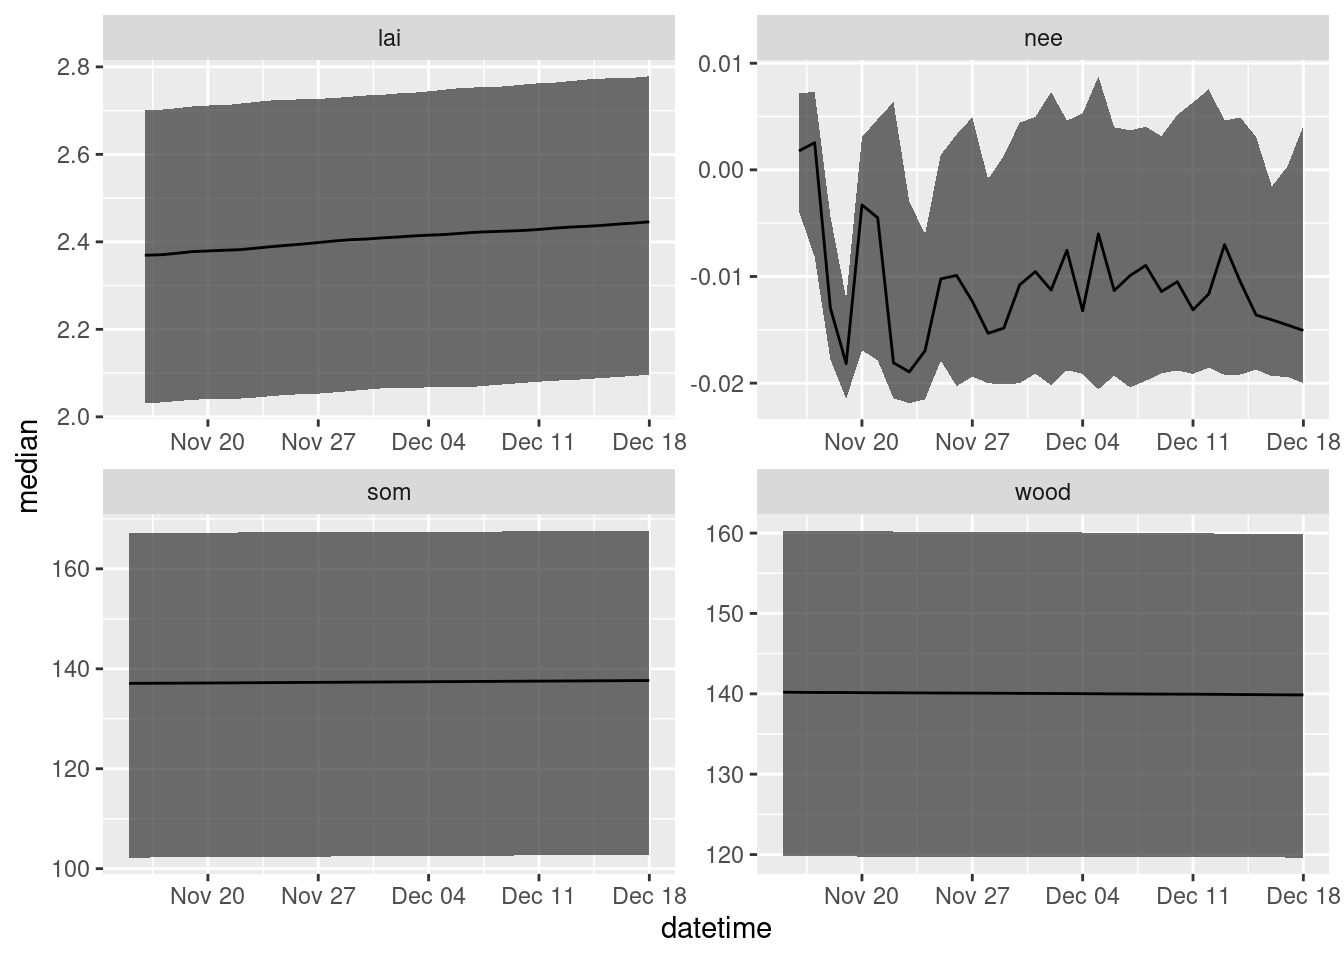 lai
nee
2.8
2.6
2.4
2.2
2.0
0.01
0.00
-0.01
-0.02
Nov 20 Nov 27 Dec 04 Dec 11 Dec 18
Nov 20 Nov 27 Dec 04 Dec 11 Dec 18
median
som
wood
160
140
120
100
160
150
140
130
120
Nov 20 Nov 27 Dec 04 Dec 11 Dec 18
Nov 20 Nov 27 Dec 04 Dec 11 Dec 18
datetime